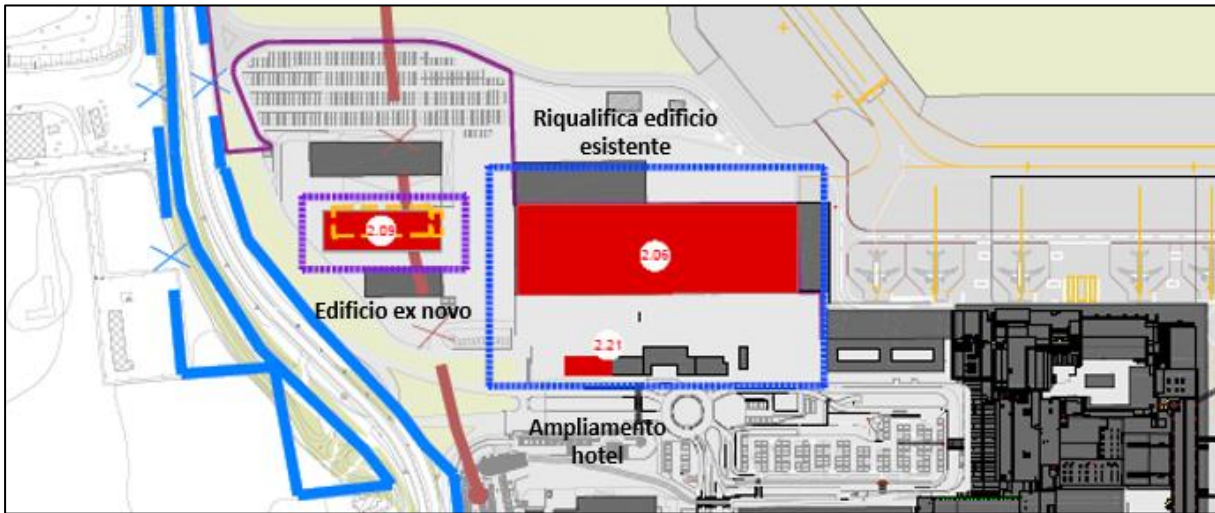 Riqualifica edificio
esistente
2.09
2.06
Edificio ex novo
2.21
Ampliamento
hotel